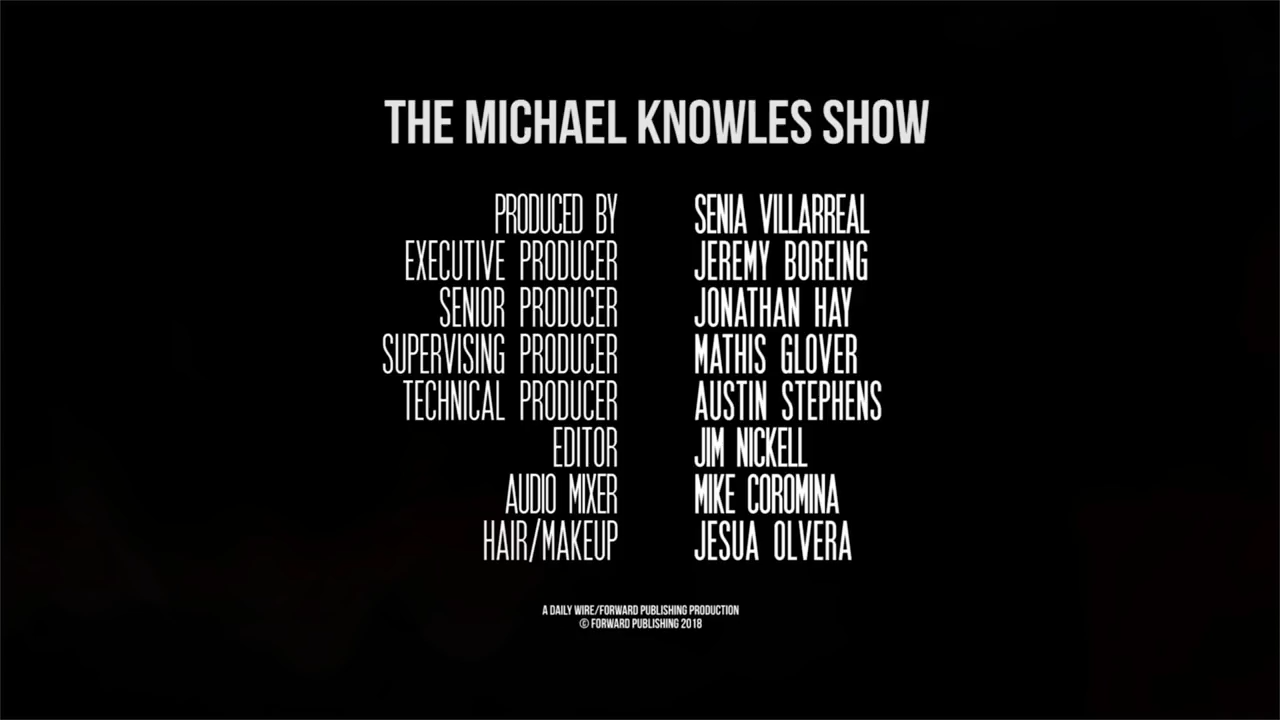 THE MICHAEL KNOWLES SHOW
PRODUCED BY SENIA VILLARREAL
EXECUTIVE PRODUCER JEREMY BOREING
SENIOR PRODUCER JONATHAN HAY
SUPERVISING PRODUCER MATHIS GLOVER
TECHNICAL PRODUCER AUSTIN STEPHENS
EDITOR JIM NICKELL
AUDIO MIXER MIKE COROMINA
HAIR/MAKEUP JESUA OLVERA
A DAILY WIRE/FORWARD PUBLISHING PRODUCTION
© FORWARD PUBLISHING 2018